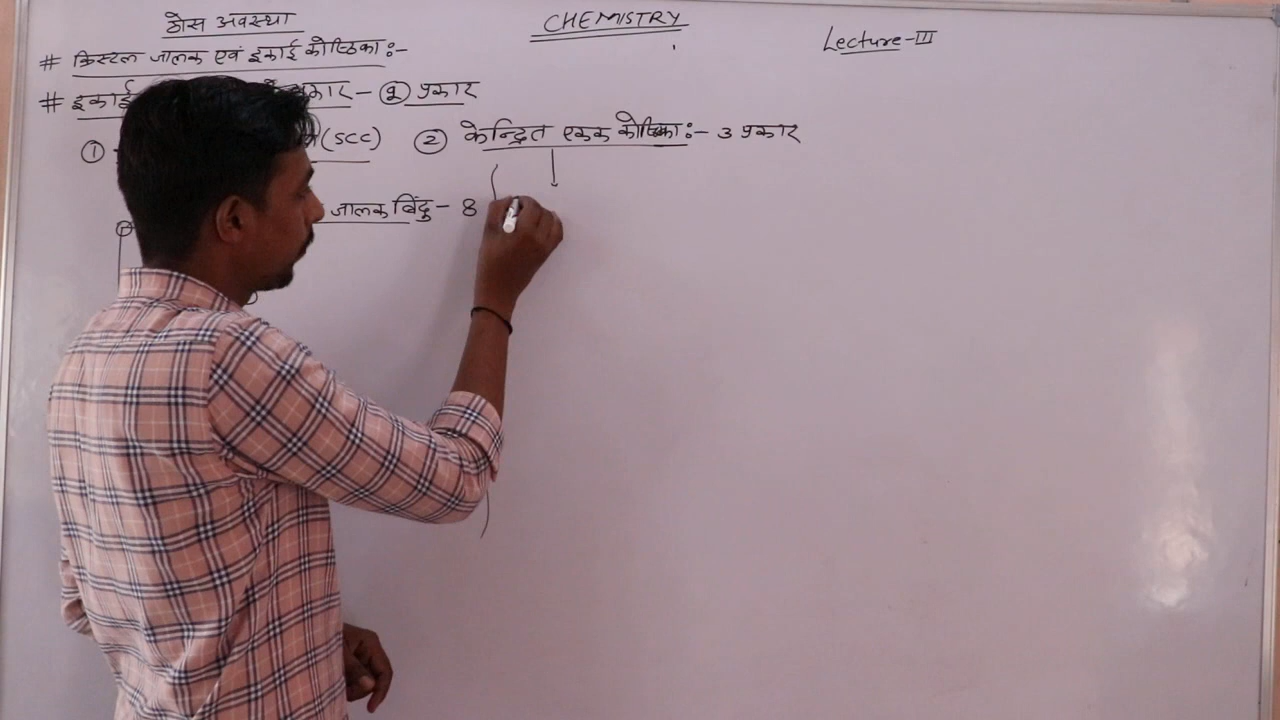 ठोस अवस्था
CHEMISTRY
Lecture-III
# क्रिस्टल जालक एवं इकाई कोष्ठिका:-
# इकाई प्रकार - 2 प्रकार
① (SCC)
② केन्द्रित एकक कोष्ठिका:- 3 प्रकार
जालक बिंदु - 8